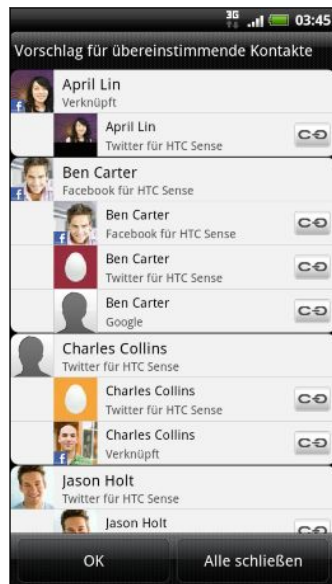 3G 03:45
Vorschlag für übereinstimmende Kontakte
April Lin
Verknüpft
April Lin
Twitter für HTC Sense
Ben Carter
Facebook für HTC Sense
Ben Carter
Facebook für HTC Sense
Ben Carter
Twitter für HTC Sense
Ben Carter
Google
Charles Collins
Twitter für HTC Sense
Charles Collins
Twitter für HTC Sense
Charles Collins
Verknüpft
Jason Holt
Twitter für HTC Sense
Jason Holt
OK Alle schließen